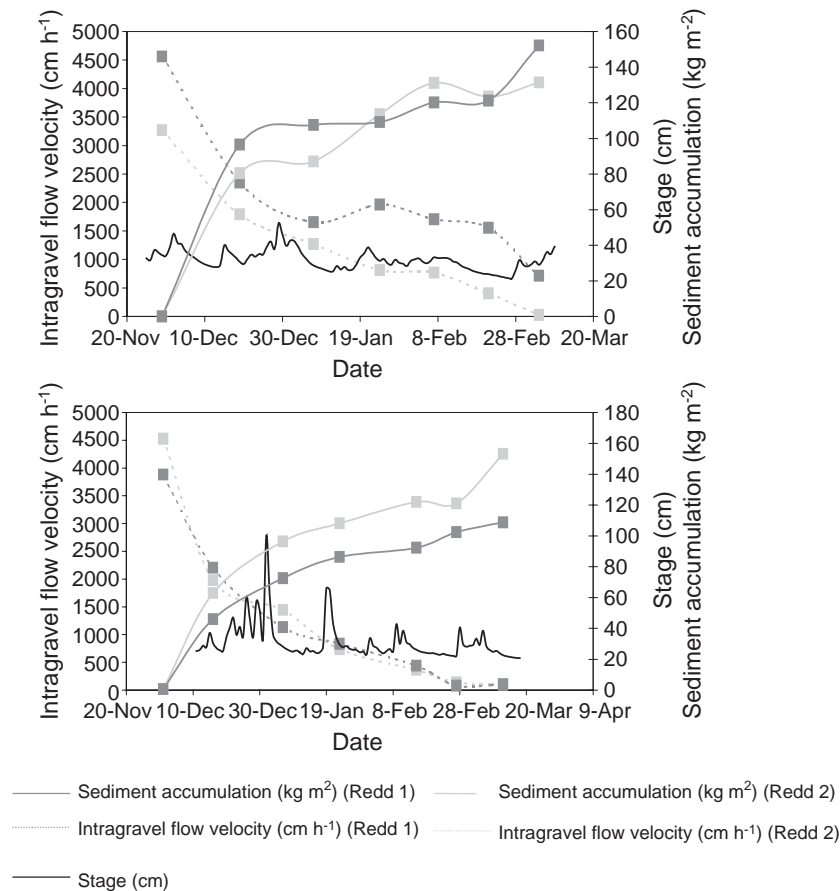 Intragravel flow velocity (cm h⁻¹)
5000
4500
4000
3500
3000
2500
2000
1500
1000
500
0
160
140
120
100
80
60
40
20
0
Stage (cm)
Sediment accumulation (kg m⁻²)
20-Nov 10-Dec 30-Dec 19-Jan 8-Feb 28-Feb 20-Mar
Date
Intragravel flow velocity (cm h⁻¹)
5000
4500
4000
3500
3000
2500
2000
1500
1000
500
0
180
160
140
120
100
80
60
40
20
0
Stage (cm)
Sediment accumulation (kg m⁻²)
20-Nov 10-Dec 30-Dec 19-Jan 8-Feb 28-Feb 20-Mar 9-Apr
Date
Sediment accumulation (kg m²) (Redd 1)
Sediment accumulation (kg m²) (Redd 2)
Intragravel flow velocity (cm h⁻¹) (Redd 1)
Intragravel flow velocity (cm h⁻¹) (Redd 2)
Stage (cm)